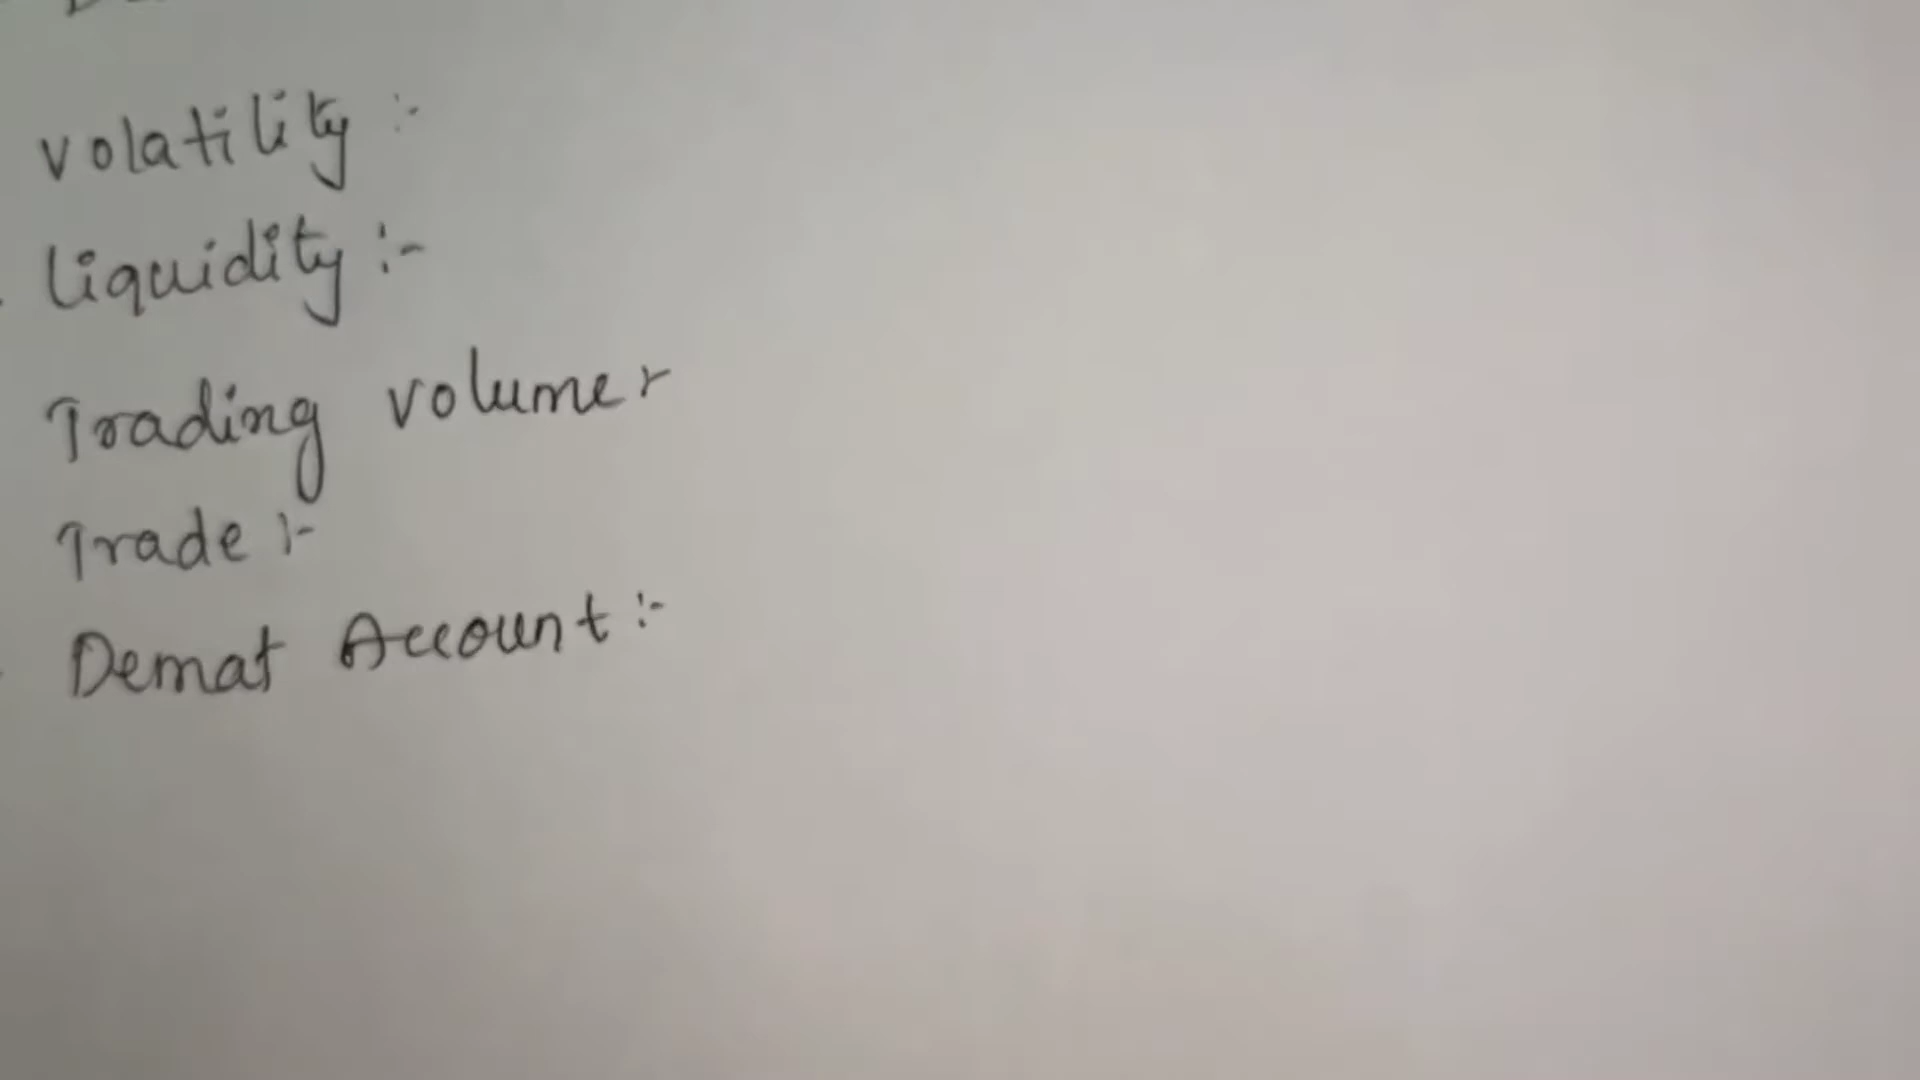 volatility :-
liquidity :-
Trading volume :-
Trade :-
Demat Account :-